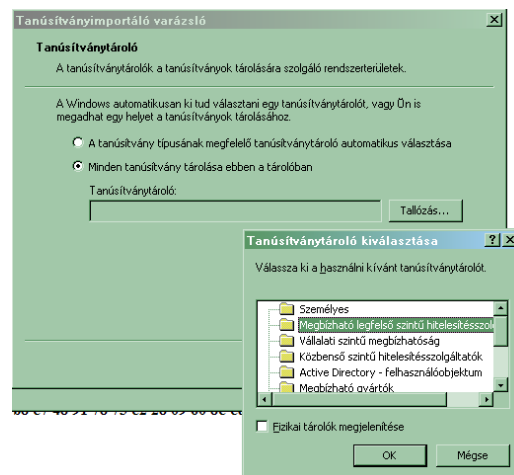 Tanúsítványimportáló varázsló
Tanúsítványtároló
A tanúsítványtárolók a tanúsítványok tárolására szolgáló rendszerterületek.
A Windows automatikusan ki tud választani egy tanúsítványtárolót, vagy Ön is
megadhat egy helyet a tanúsítványok tárolásához.
A tanúsítvány típusának megfelelő tanúsítványtároló automatikus választása
Minden tanúsítvány tárolása ebben a tárolóban
Tanúsítványtároló:
Tallózás...
Tanúsítványtároló kiválasztása
Válassza ki a használni kívánt tanúsítványtárolót.
Személyes
Megbízható legfelső szintű
Vállalati szintű megbízhatóság
Közbenső szintű hitelesítésszolgáltatók
Active Directory - felhasználóobjektum
Megbízható gyártók
Fizikai tárolók megjelenítése
OK
Mégse